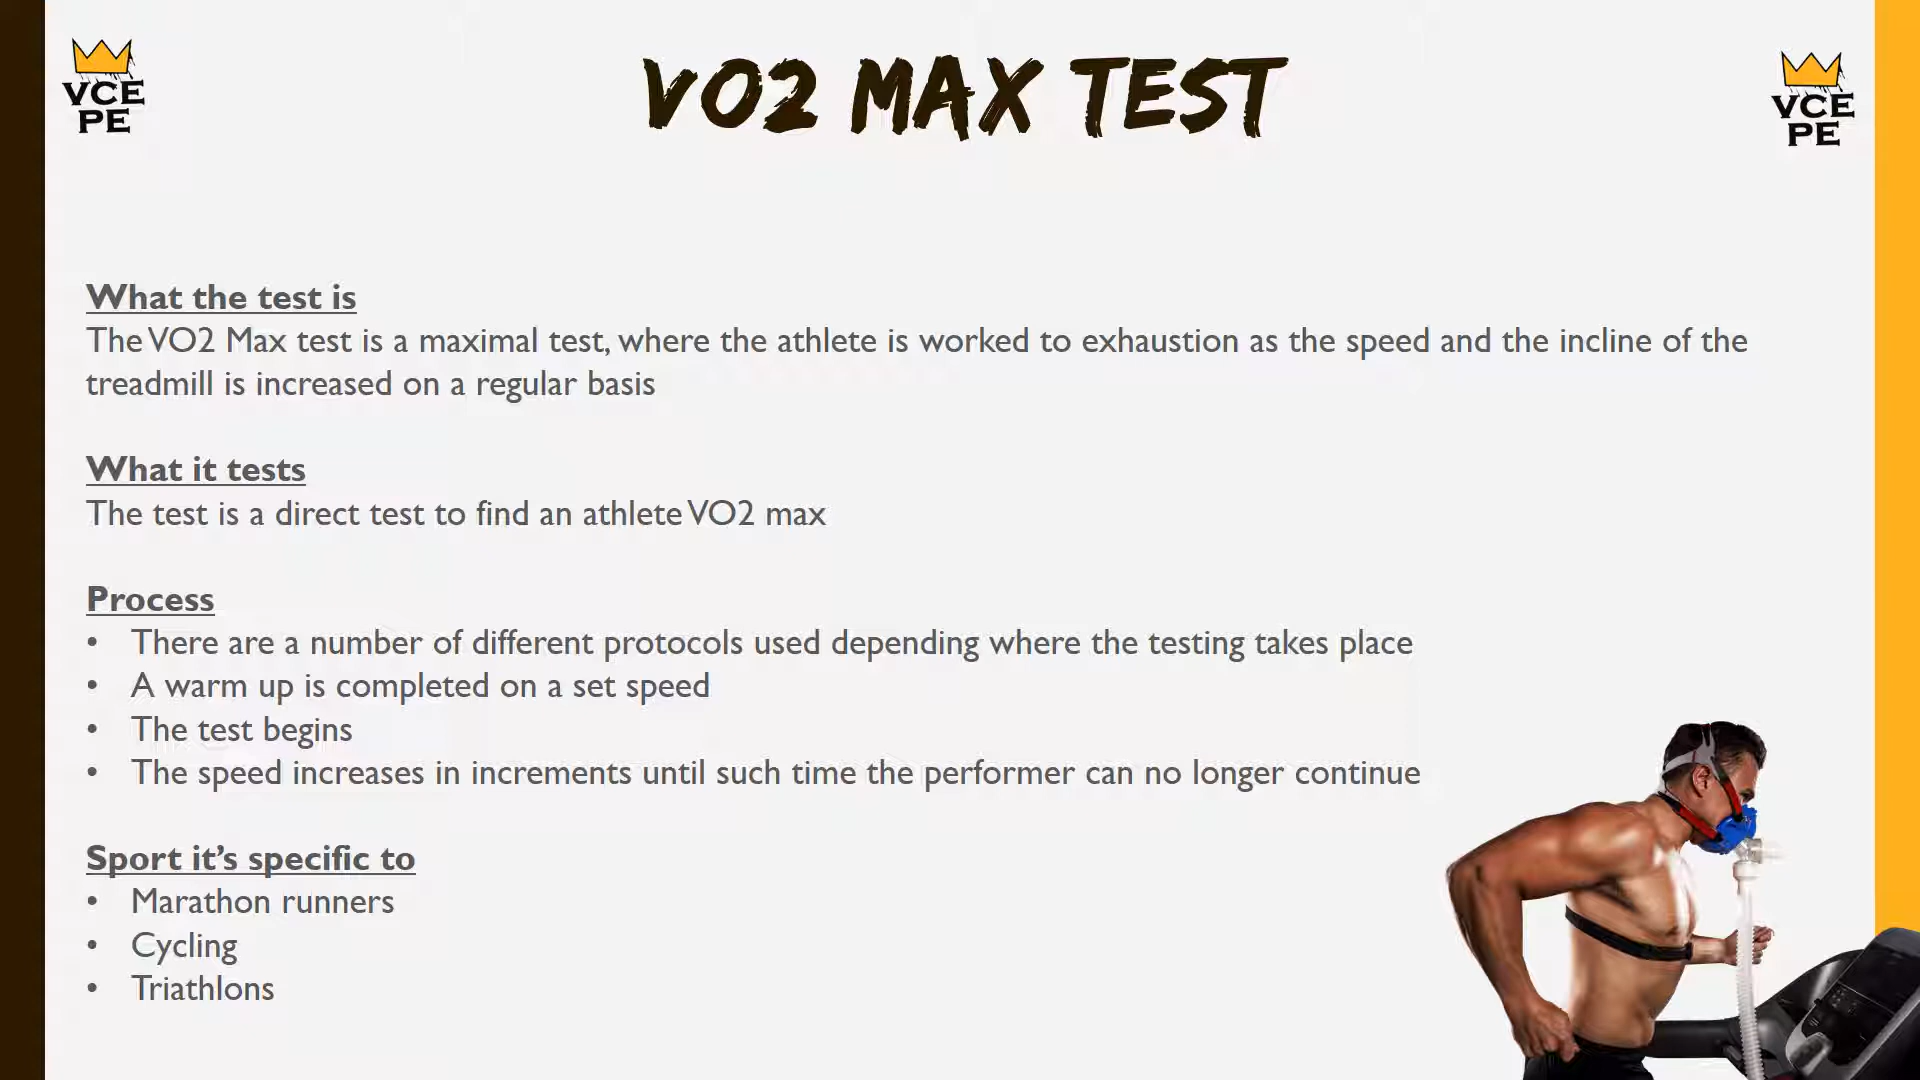 VCE
PE
VO2 MAX TEST
VCE
PE
What the test is
The VO2 Max test is a maximal test, where the athlete is worked to exhaustion as the speed and the incline of the
treadmill is increased on a regular basis
What it tests
The test is a direct test to find an athlete VO2 max
Process
• There are a number of different protocols used depending where the testing takes place
• A warm up is completed on a set speed
• The test begins
• The speed increases in increments until such time the performer can no longer continue
Sport it’s specific to
• Marathon runners
• Cycling
• Triathlons